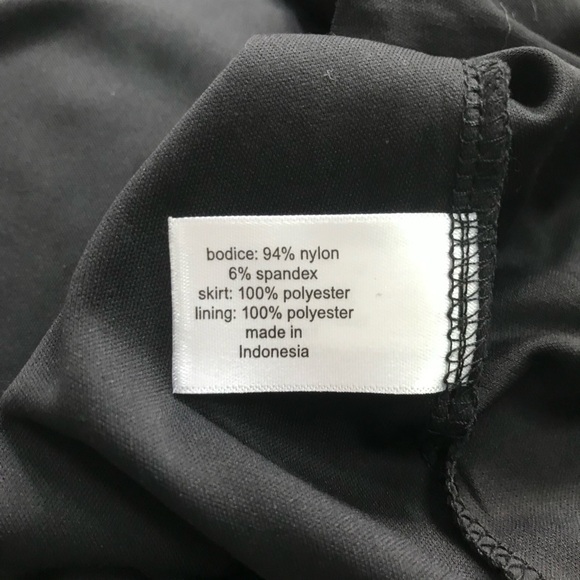 bodice: 94% nylon
6% spandex
skirt: 100% polyester
lining: 100% polyester
made in
Indonesia